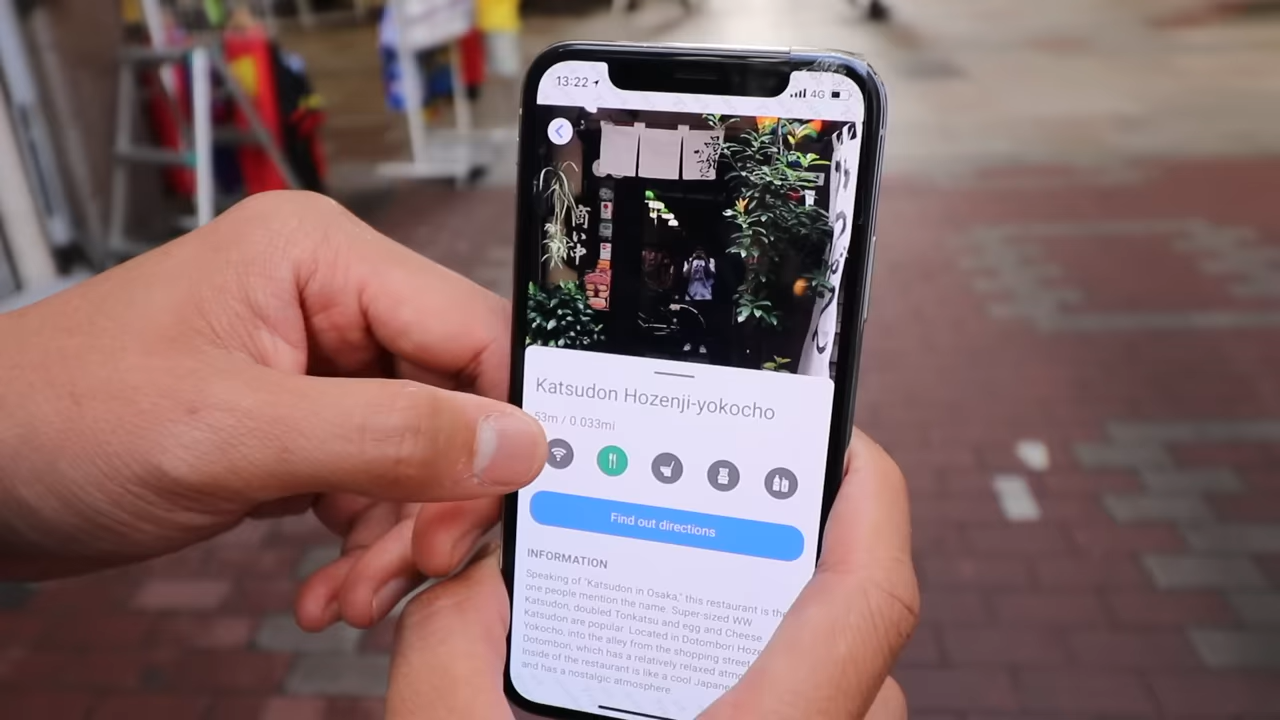 13:22
4G
商い中
Katsudon Hozenji-yokocho
53m / 0 033mi
Find out directions
INFORMATION
Speaking of "Katsudon in Osaka," this restaurant is the
one people mention the name. Super-sized WW
Katsudon, doubled Tonkatsu and egg and Cheese
Katsudon are popular. Located in Dotombori Hoze
Yokocho, into the alley from the shopping street
Dotombori, which has a relatively relaxed atmo
Inside of the restaurant is like a cool Japane
and has a nostalgic atmosphere.